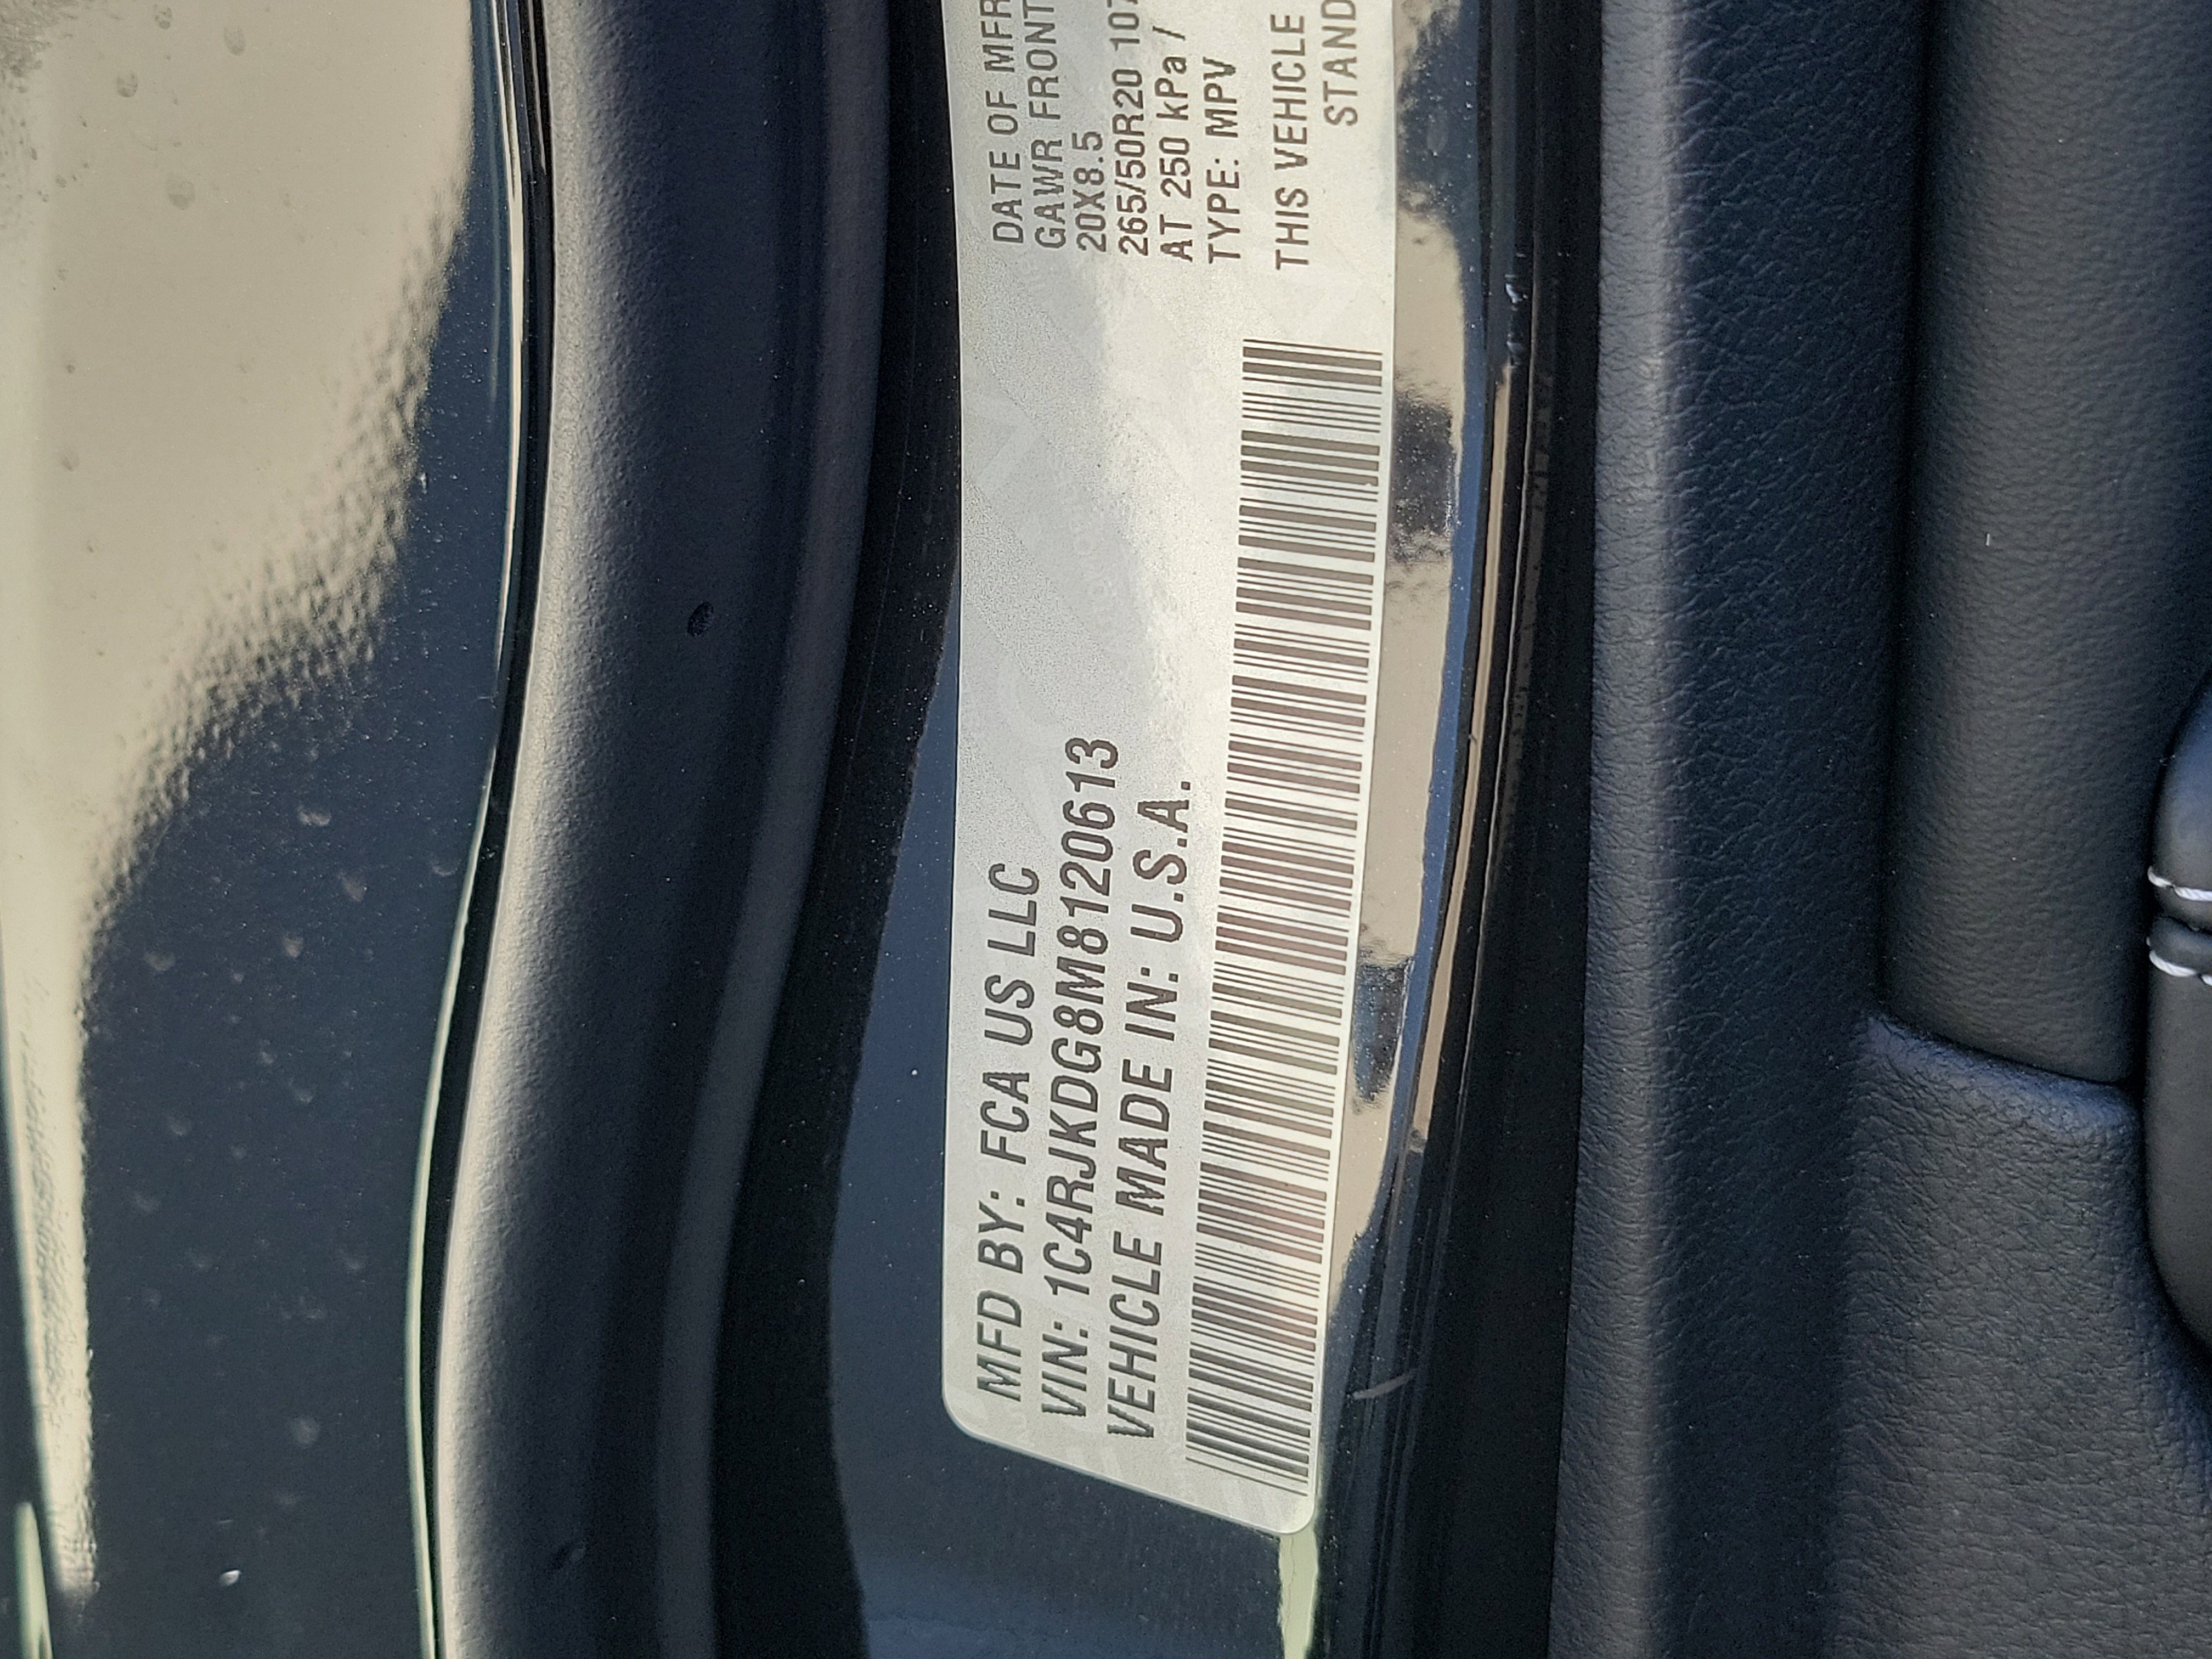 MFD BY: FCA US LLC
VIN: 1C4RJKDG8M8120613
VEHICLE MADE IN: U.S.A.
DATE OF MFR
GAWR FRONT
20X8.5
265/50R20 107
AT 250 kPa /
TYPE: MPV
THIS VEHICLE
STAND